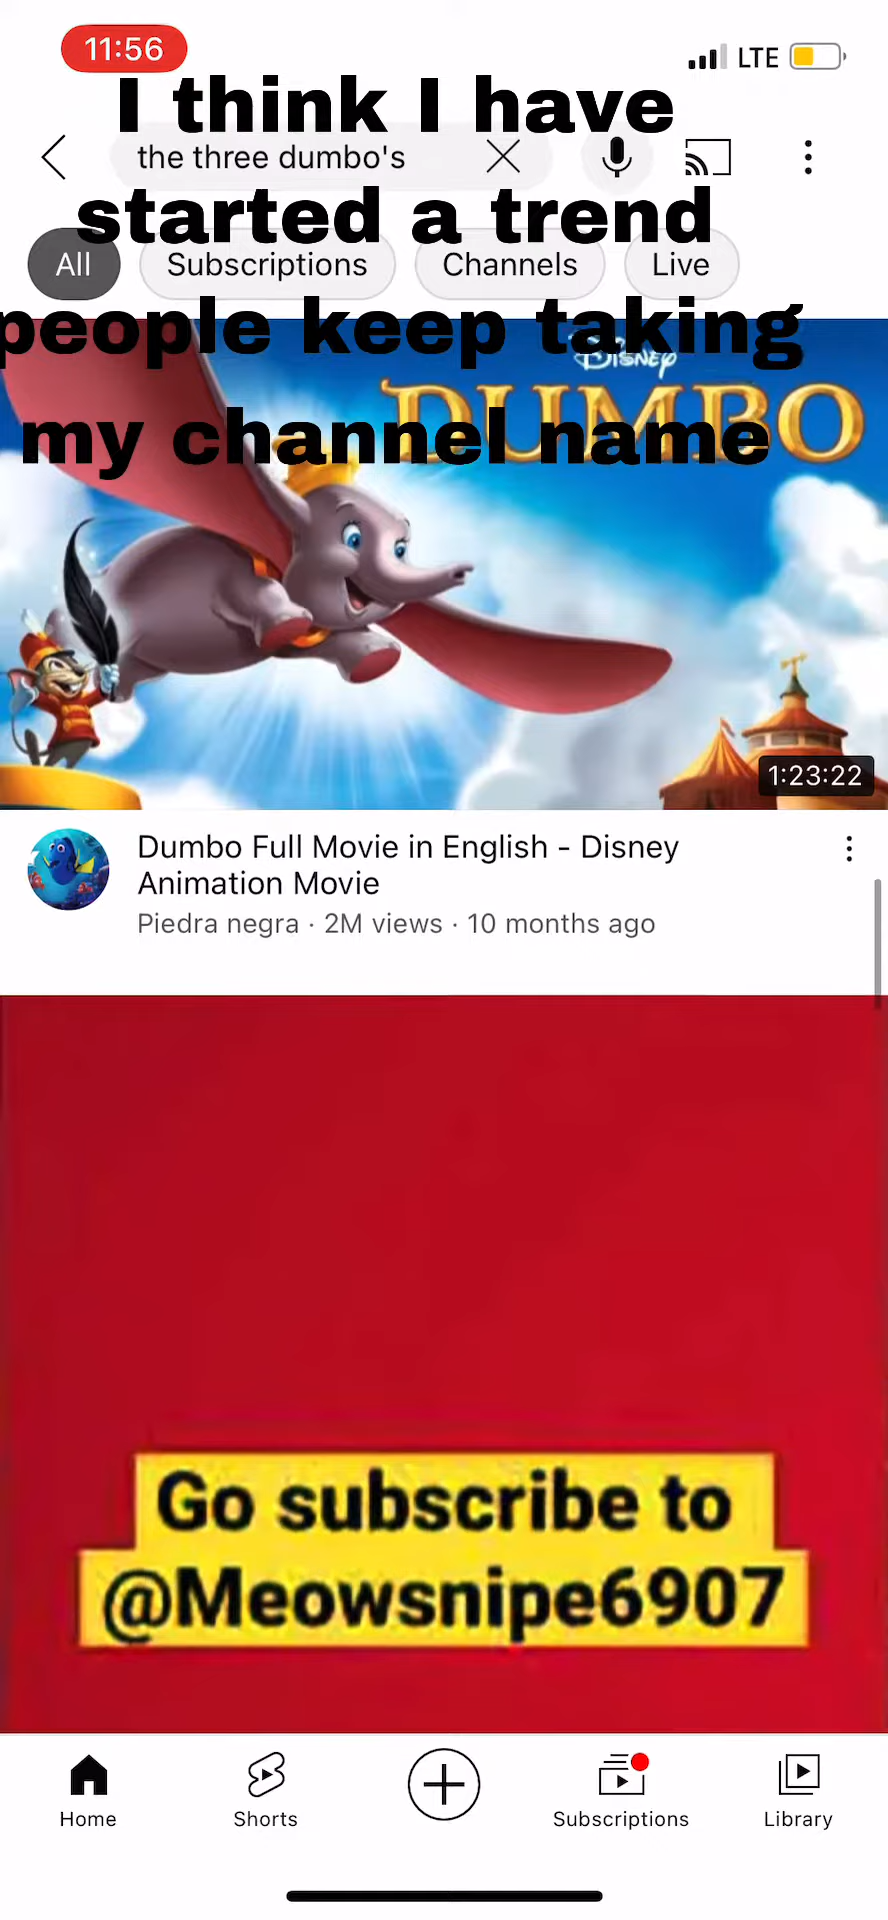 11:56
LTE
I think I have
the three dumbo's
started a trend
All Subscriptions Channels Live
people keep taking
Disney
DUMBO
my channel name
1:23:22
Dumbo Full Movie in English - Disney
Animation Movie
Piedra negra · 2M views · 10 months ago
Go subscribe to
@Meowsnipe6907
Home Shorts Subscriptions Library